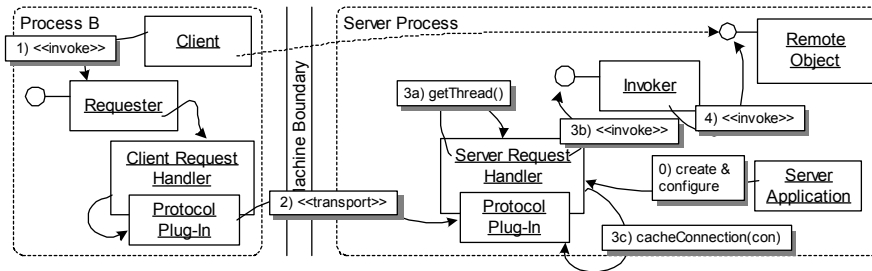 Process B
Server Process
1) <<invoke>>
Client
Remote
Object
Requester
3a) getThread()
Invoker
3b) <<invoke>>
4) <<invoke>>
Client Request
Handler
Server Request
Handler
0) create &
configure
Server
Application
Protocol
Plug-In
2) <<transport>>
Protocol
Plug-In
3c) cacheConnection(con)
achine Boundary